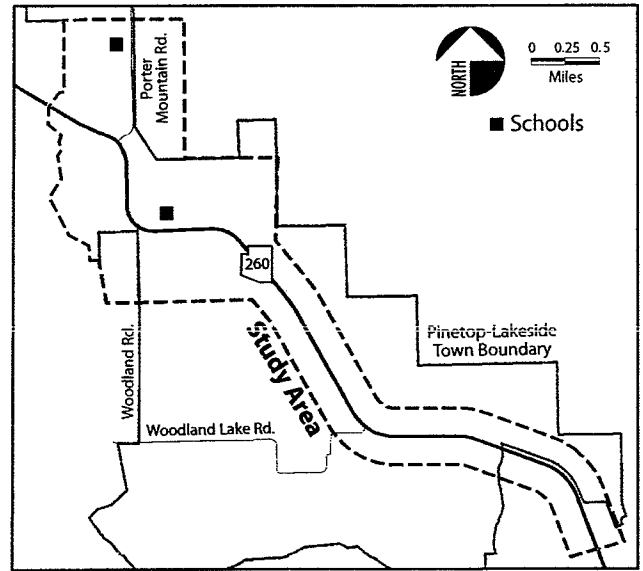 Porter
Mountain Rd.
NORTH
0 0.25 0.5
Miles
Schools
260
Pinetop-Lakeside
Town Boundary
Study Area
Woodland Rd.
Woodland Lake Rd.